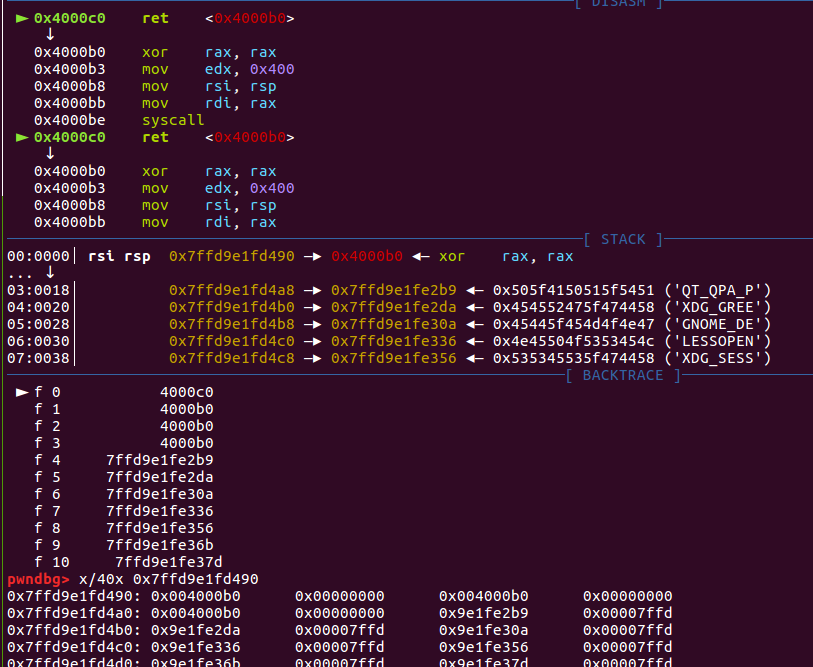 [ DISASM ]
► 0x4000c0 ret <0x4000b0>
↓
0x4000b0 xor rax, rax
0x4000b3 mov edx, 0x400
0x4000b8 mov rsi, rsp
0x4000bb mov rdi, rax
0x4000be syscall
► 0x4000c0 ret <0x4000b0>
↓
0x4000b0 xor rax, rax
0x4000b3 mov edx, 0x400
0x4000b8 mov rsi, rsp
0x4000bb mov rdi, rax
[ STACK ]
00:0000│ rsi rsp 0x7ffd9e1fd490 —► 0x4000b0 ◄— xor rax, rax
... ↓
03:0018│ 0x7ffd9e1fd4a8 —► 0x7ffd9e1fe2b9 ◄— 0x505f4150515f5451 ('QT_QPA_P')
04:0020│ 0x7ffd9e1fd4b0 —► 0x7ffd9e1fe2da ◄— 0x454552475f474458 ('XDG_GREE')
05:0028│ 0x7ffd9e1fd4b8 —► 0x7ffd9e1fe30a ◄— 0x45445f454d4f4e47 ('GNOME_DE')
06:0030│ 0x7ffd9e1fd4c0 —► 0x7ffd9e1fe336 ◄— 0x4e45504f5353454c ('LESSOPEN')
07:0038│ 0x7ffd9e1fd4c8 —► 0x7ffd9e1fe356 ◄— 0x535345535f474458 ('XDG_SESS')
[ BACKTRACE ]
► f 0 4000c0
f 1 4000b0
f 2 4000b0
f 3 4000b0
f 4 7ffd9e1fe2b9
f 5 7ffd9e1fe2da
f 6 7ffd9e1fe30a
f 7 7ffd9e1fe336
f 8 7ffd9e1fe356
f 9 7ffd9e1fe36b
f 10 7ffd9e1fe37d
pwndbg> x/40x 0x7ffd9e1fd490
0x7ffd9e1fd490: 0x004000b0 0x00000000 0x004000b0 0x00000000
0x7ffd9e1fd4a0: 0x004000b0 0x00000000 0x9e1fe2b9 0x00007ffd
0x7ffd9e1fd4b0: 0x9e1fe2da 0x00007ffd 0x9e1fe30a 0x00007ffd
0x7ffd9e1fd4c0: 0x9e1fe336 0x00007ffd 0x9e1fe356 0x00007ffd
0x7ffd9e1fd4d0: 0x9e1fe36b 0x00007ffd 0x9e1fe37d 0x00007ffd